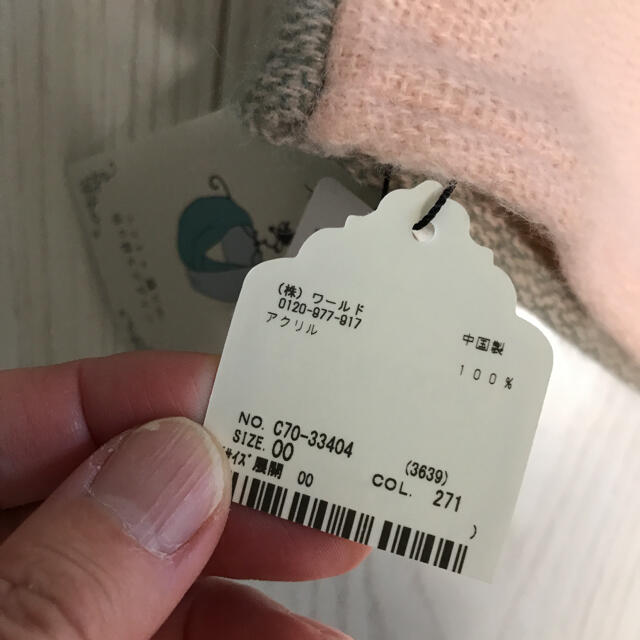 (株) ワールド
0120-977-917
アクリル
中国製
100%
NO. C70-33404
SIZE. 00
(3639)
COL. 271
サイズ展開 00
)